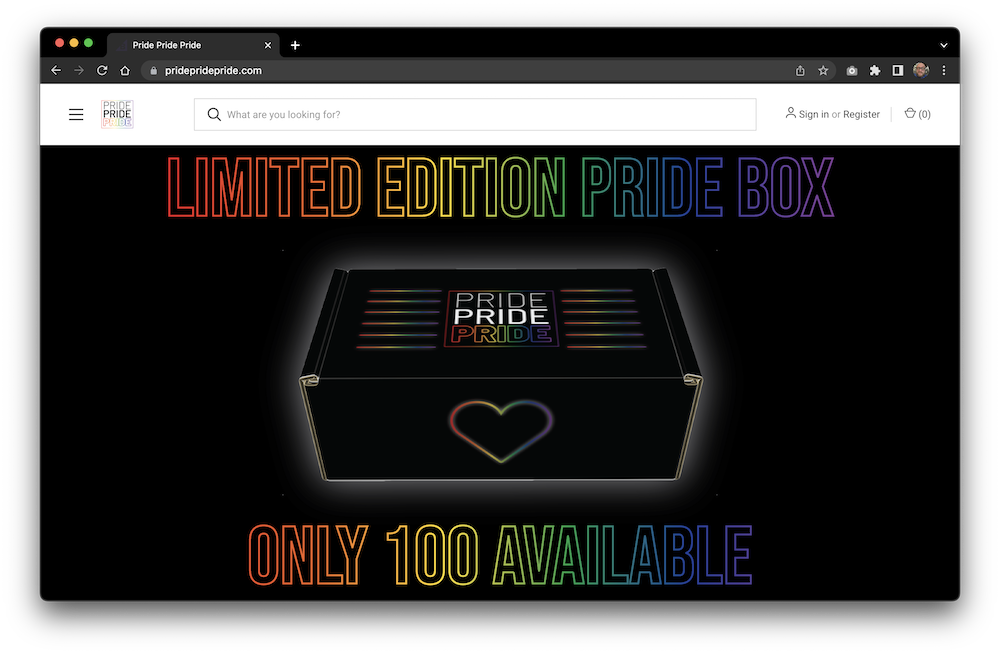 Pride Pride Pride
pridepridepride.com
PRIDE
PRIDE
PRIDE
What are you looking for?
Sign in or Register
(0)
LIMITED EDITION PRIDE BOX
PRIDE
PRIDE
PRIDE
ONLY 100 AVAILABLE